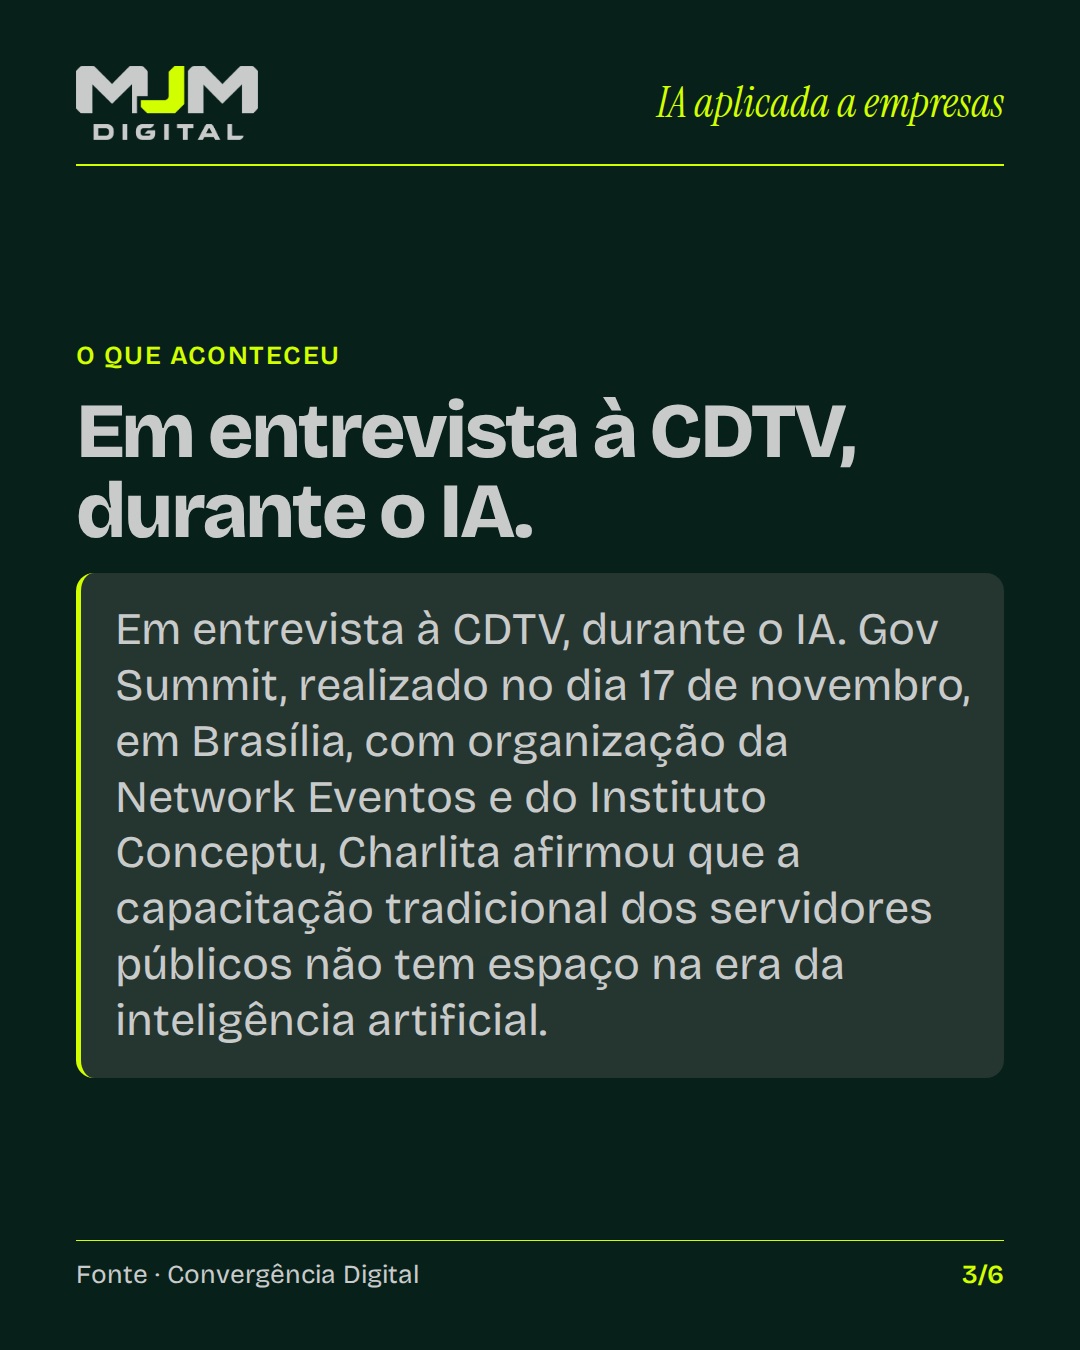 MJM
DIGITAL
IA aplicada a empresas
O QUE ACONTECEU
Em entrevista à CDTV,
durante o IA.
Em entrevista à CDTV, durante o IA. Gov
Summit, realizado no dia 17 de novembro,
em Brasília, com organização da
Network Eventos e do Instituto
Conceptu, Charlita afirmou que a
capacitação tradicional dos servidores
públicos não tem espaço na era da
inteligência artificial.
Fonte · Convergência Digital
3/6